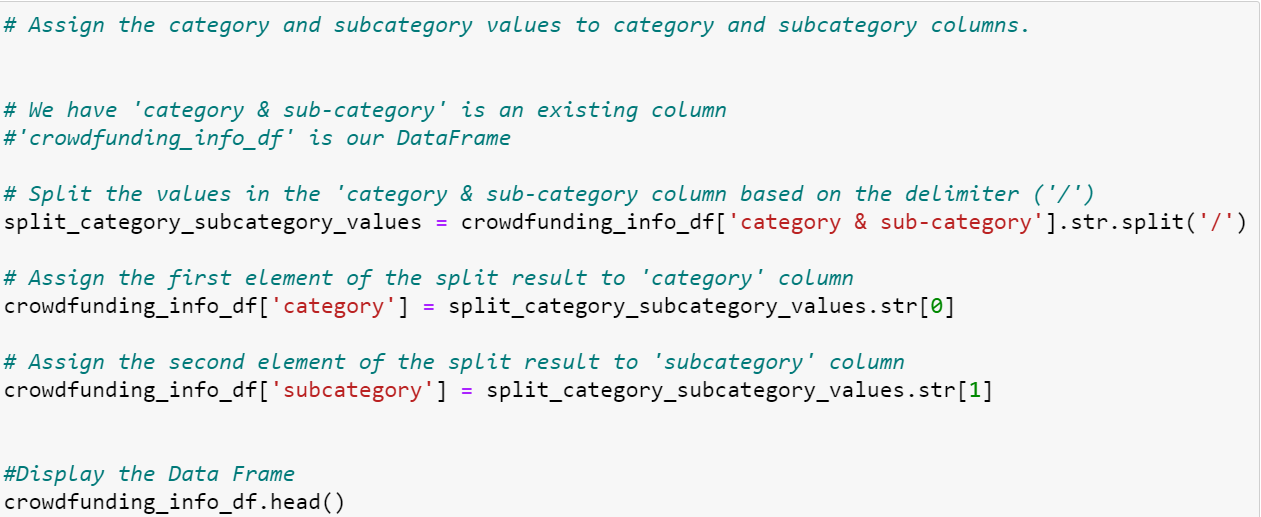 # Assign the category and subcategory values to category and subcategory columns.
# We have 'category & sub-category' is an existing column
#'crowdfunding_info_df' is our DataFrame
# Split the values in the 'category & sub-category column based on the delimiter ('/')
split_category_subcategory_values = crowdfunding_info_df['category & sub-category'].str.split('/')
# Assign the first element of the split result to 'category' column
crowdfunding_info_df['category'] = split_category_subcategory_values.str[0]
# Assign the second element of the split result to 'subcategory' column
crowdfunding_info_df['subcategory'] = split_category_subcategory_values.str[1]
#Display the Data Frame
crowdfunding_info_df.head()